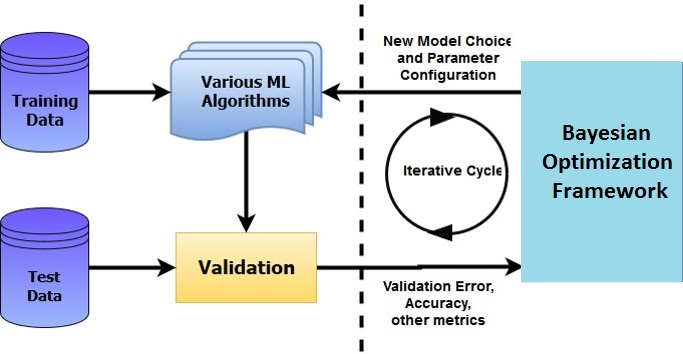 Training
Data
Various ML
Algorithms
New Model Choice
and Parameter
Configuration
Bayesian
Optimization
Framework
Iterative Cycle
Test
Data
Validation
Validation Error,
Accuracy,
other metrics